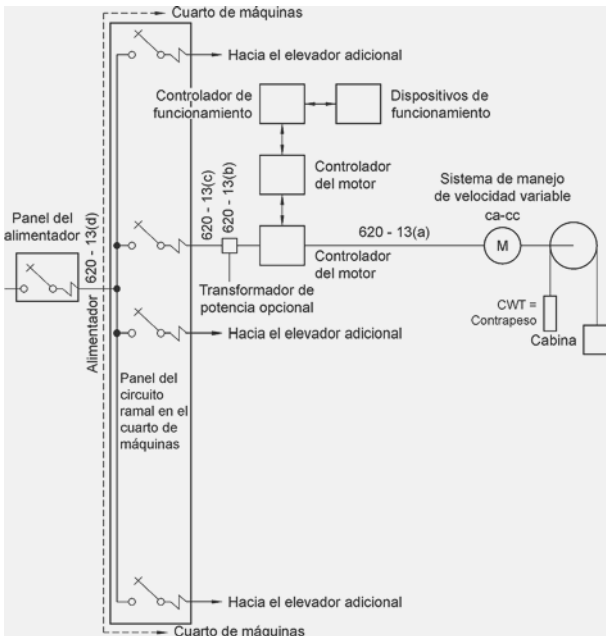 Cuarto de máquinas
Hacia el elevador adicional
Controlador de
funcionamiento
Dispositivos de
funcionamiento
Controlador
del motor
Sistema de manejo
de velocidad variable
ca-cc
Panel del
alimentador
Alimentador 620 - 13(d)
620 - 13(c)
620 - 13(b)
620 - 13(a)
M
Controlador
del motor
Transformador de
potencia opcional
CWT =
Contrapeso
Cabina
Hacia el elevador adicional
Panel del
circuito
ramal en el
cuarto de
máquinas
Hacia el elevador adicional
Cuarto de máquinas